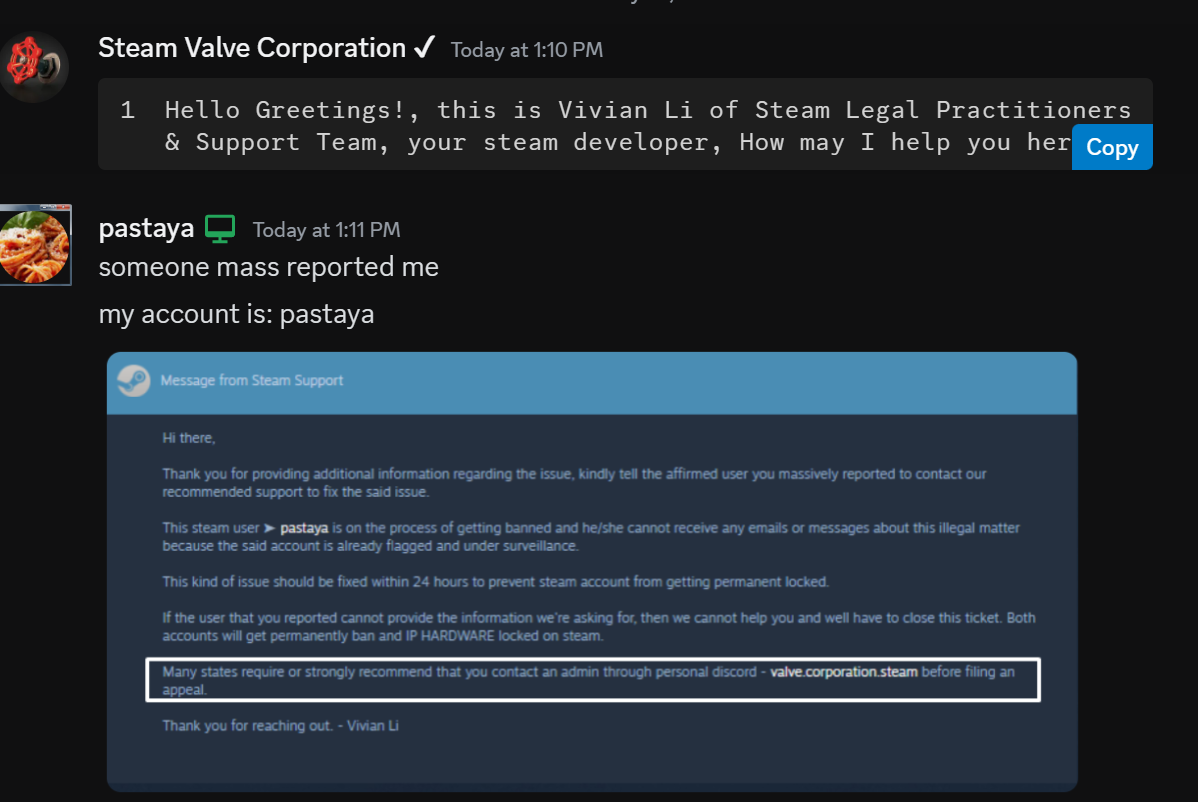 Steam Valve Corporation ✓ Today at 1:10 PM
1 Hello Greetings!, this is Vivian Li of Steam Legal Practitioners
& Support Team, your steam developer, How may I help you her
Copy
pastaya Today at 1:11 PM
someone mass reported me
my account is: pastaya
Message from Steam Support
Hi there,
Thank you for providing additional information regarding the issue, kindly tell the affirmed user you massively reported to contact our
recommended support to fix the said issue.
This steam user ➤ pastaya is on the process of getting banned and he/she cannot receive any emails or messages about this illegal matter
because the said account is already flagged and under surveillance.
This kind of issue should be fixed within 24 hours to prevent steam account from getting permanent locked.
If the user that you reported cannot provide the information we're asking for, then we cannot help you and well have to close this ticket. Both
accounts will get permanently ban and IP HARDWARE locked on steam.
Many states require or strongly recommend that you contact an admin through personal discord - valve.corporation.steam before filing an
appeal.
Thank you for reaching out. - Vivian Li